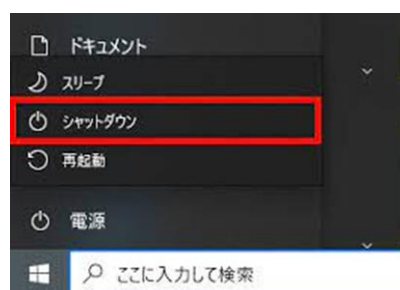 ドキュメント
スリープ
シャットダウン
再起動
電源
ここに入力して検索